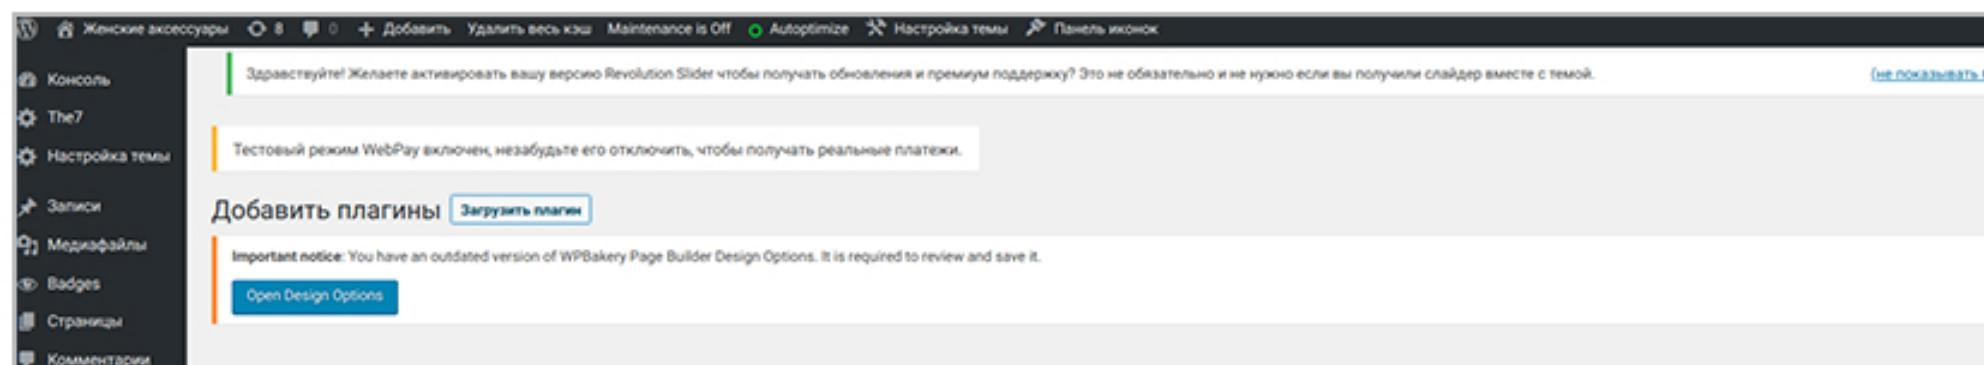 Женские аксессуары 8 0 Добавить Удалить весь кэш Maintenance is Off Autoptimize Настройка темы Панель иконок
Консоль
Здравствуйте! Желаете активировать вашу версию Revolution Slider чтобы получать обновления и премиум поддержку? Это не обязательно и не нужно если вы получили слайдер вместе с темой.
(не показывать
The7
Настройка темы
Тестовый режим WebPay включен, незабудьте его отключить, чтобы получать реальные платежи.
Записи
Добавить плагины Загрузить плагин
Медиафайлы
Important notice: You have an outdated version of WPBakery Page Builder Design Options. It is required to review and save it.
Badges
Open Design Options
Страницы
Комментарии